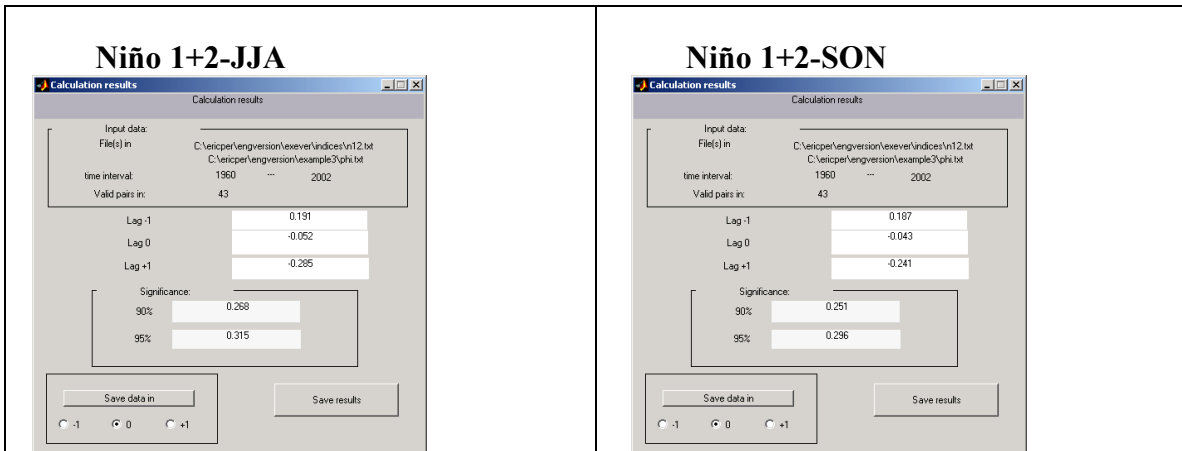 Niño 1+2-JJA
Calculation results
Calculation results
Input data:
File(s) in
C:\ericper\engversion\exever\indices\n12.txt
C:\ericper\engversion\example3\phi.txt
time interval: 1960 --- 2002
Valid pairs in: 43
Lag -1 0.191
Lag 0 -0.052
Lag +1 -0.285
Significance:
90% 0.268
95% 0.315
Save data in
Save results
-1 0 +1
Niño 1+2-SON
Calculation results
Calculation results
Input data:
File(s) in
C:\ericper\engversion\exever\indices\n12.txt
C:\ericper\engversion\example3\phi.txt
time interval: 1960 --- 2002
Valid pairs in: 43
Lag -1 0.187
Lag 0 -0.043
Lag +1 -0.241
Significance:
90% 0.251
95% 0.296
Save data in
Save results
-1 0 +1